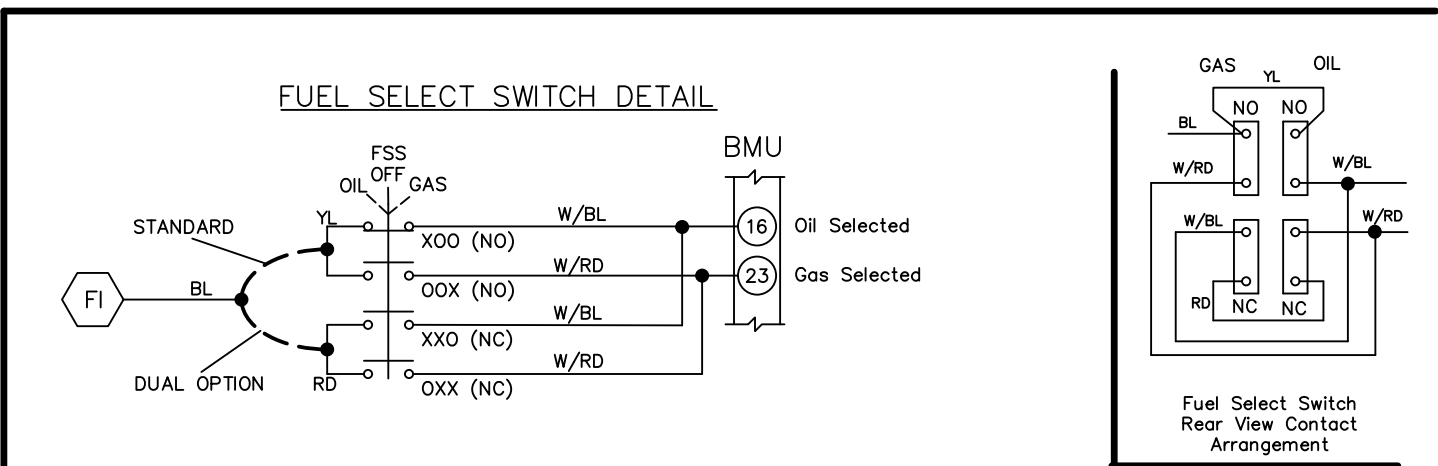 FUEL SELECT SWITCH DETAIL
FSS
OFF
OIL
GAS
BMU
STANDARD
YL
W/BL
16
Oil Selected
XOO (NO)
W/RD
23
Gas Selected
OOX (NO)
FI
BL
W/BL
XXO (NC)
W/RD
DUAL OPTION
RD
OXX (NC)
GAS
YL
OIL
NO
NO
BL
W/RD
W/BL
W/BL
W/RD
RD
NC
NC
Fuel Select Switch
Rear View Contact
Arrangement